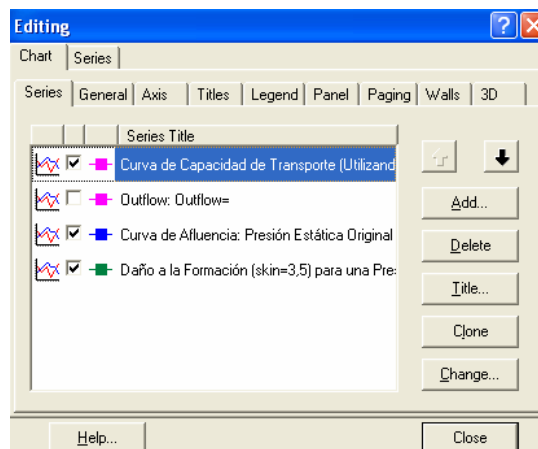 Editing
Chart Series
Series General Axis Titles Legend Panel Paging Walls 3D
Series Title
Curva de Capacidad de Transporte (Utilizand
Outflow: Outflow=
Curva de Afluencia: Presión Estática Original
Daño a la Formación (skin=3,5) para una Pre
Add...
Delete
Title...
Clone
Change...
Help...
Close